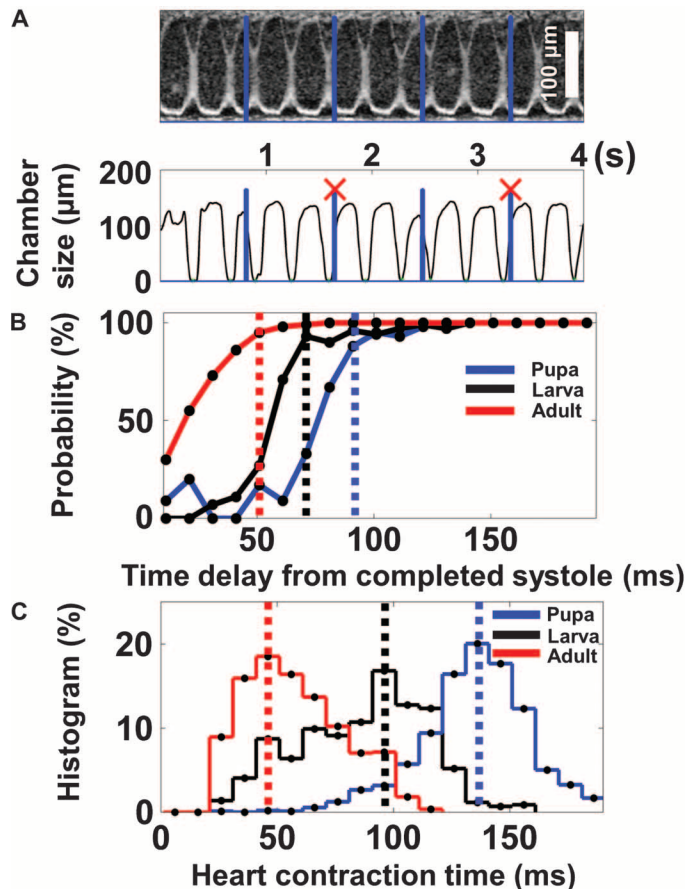 A
100 µm
1 2 3 4 (s)
Chamber size (µm)
200
100
0
B
Probability (%)
100
50
0
Pupa
Larva
Adult
50 100 150
Time delay from completed systole (ms)
C
Histogram (%)
20
10
0
Pupa
Larva
Adult
0 50 100 150
Heart contraction time (ms)